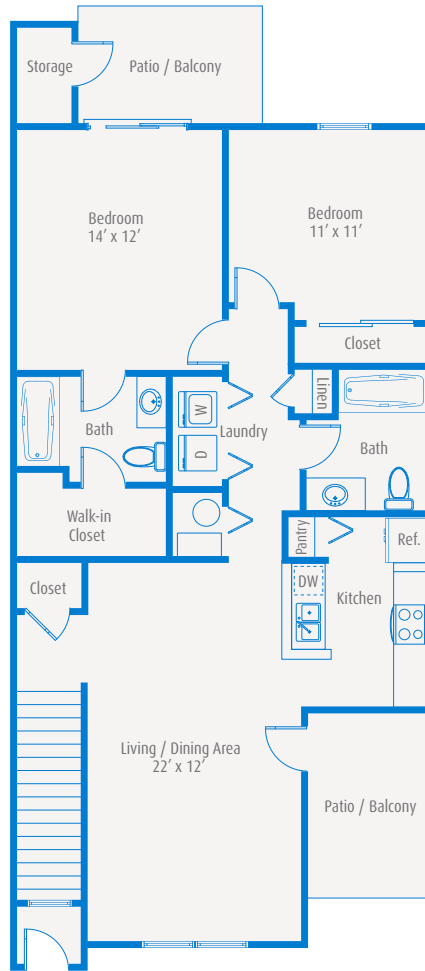 Storage
Patio / Balcony
Bedroom
14’ x 12’
Bedroom
11’ x 11’
Closet
Linen
Bath
W
Laundry
D
Bath
Walk-in
Closet
Pantry
Ref.
Closet
DW
Kitchen
Living / Dining Area
22’ x 12’
Patio / Balcony